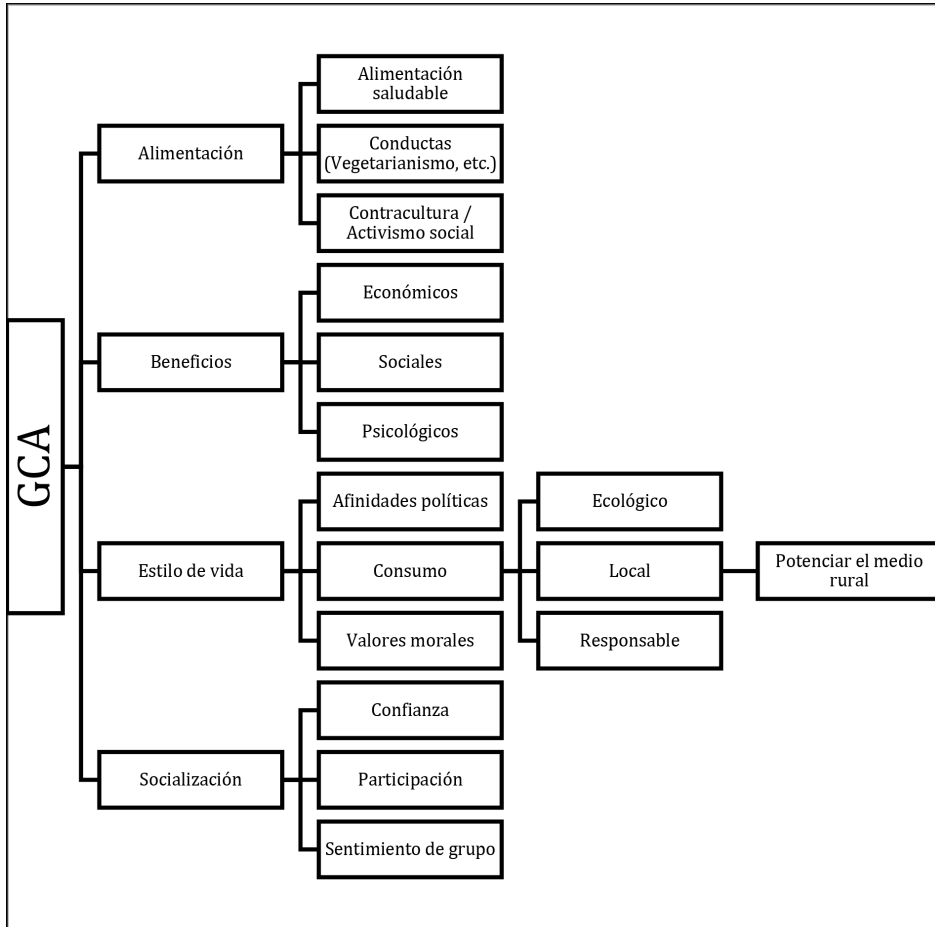 GCA
Alimentación
Alimentación
saludable
Conductas
(Vegetarianismo, etc.)
Contracultura /
Activismo social
Beneficios
Económicos
Sociales
Psicológicos
Estilo de vida
Afinidades políticas
Consumo
Ecológico
Local
Potenciar el medio
rural
Responsable
Valores morales
Socialización
Confianza
Participación
Sentimiento de grupo